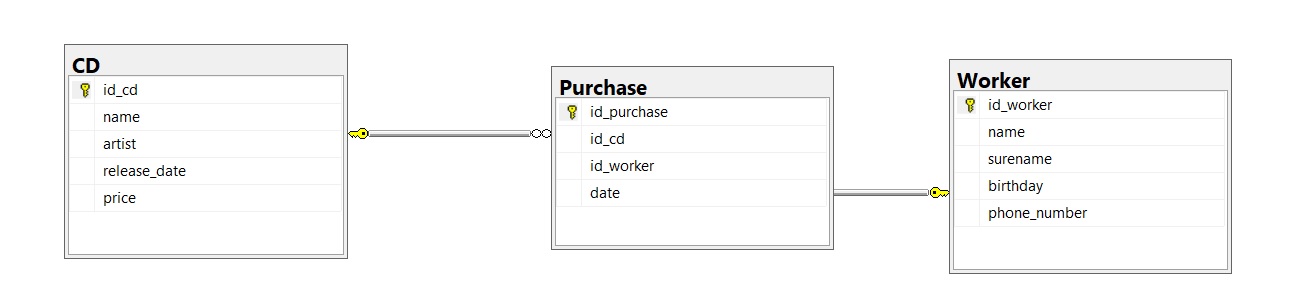 CD
id_cd
name
artist
release_date
price
Purchase
id_purchase
id_cd
id_worker
date
Worker
id_worker
name
surename
birthday
phone_number